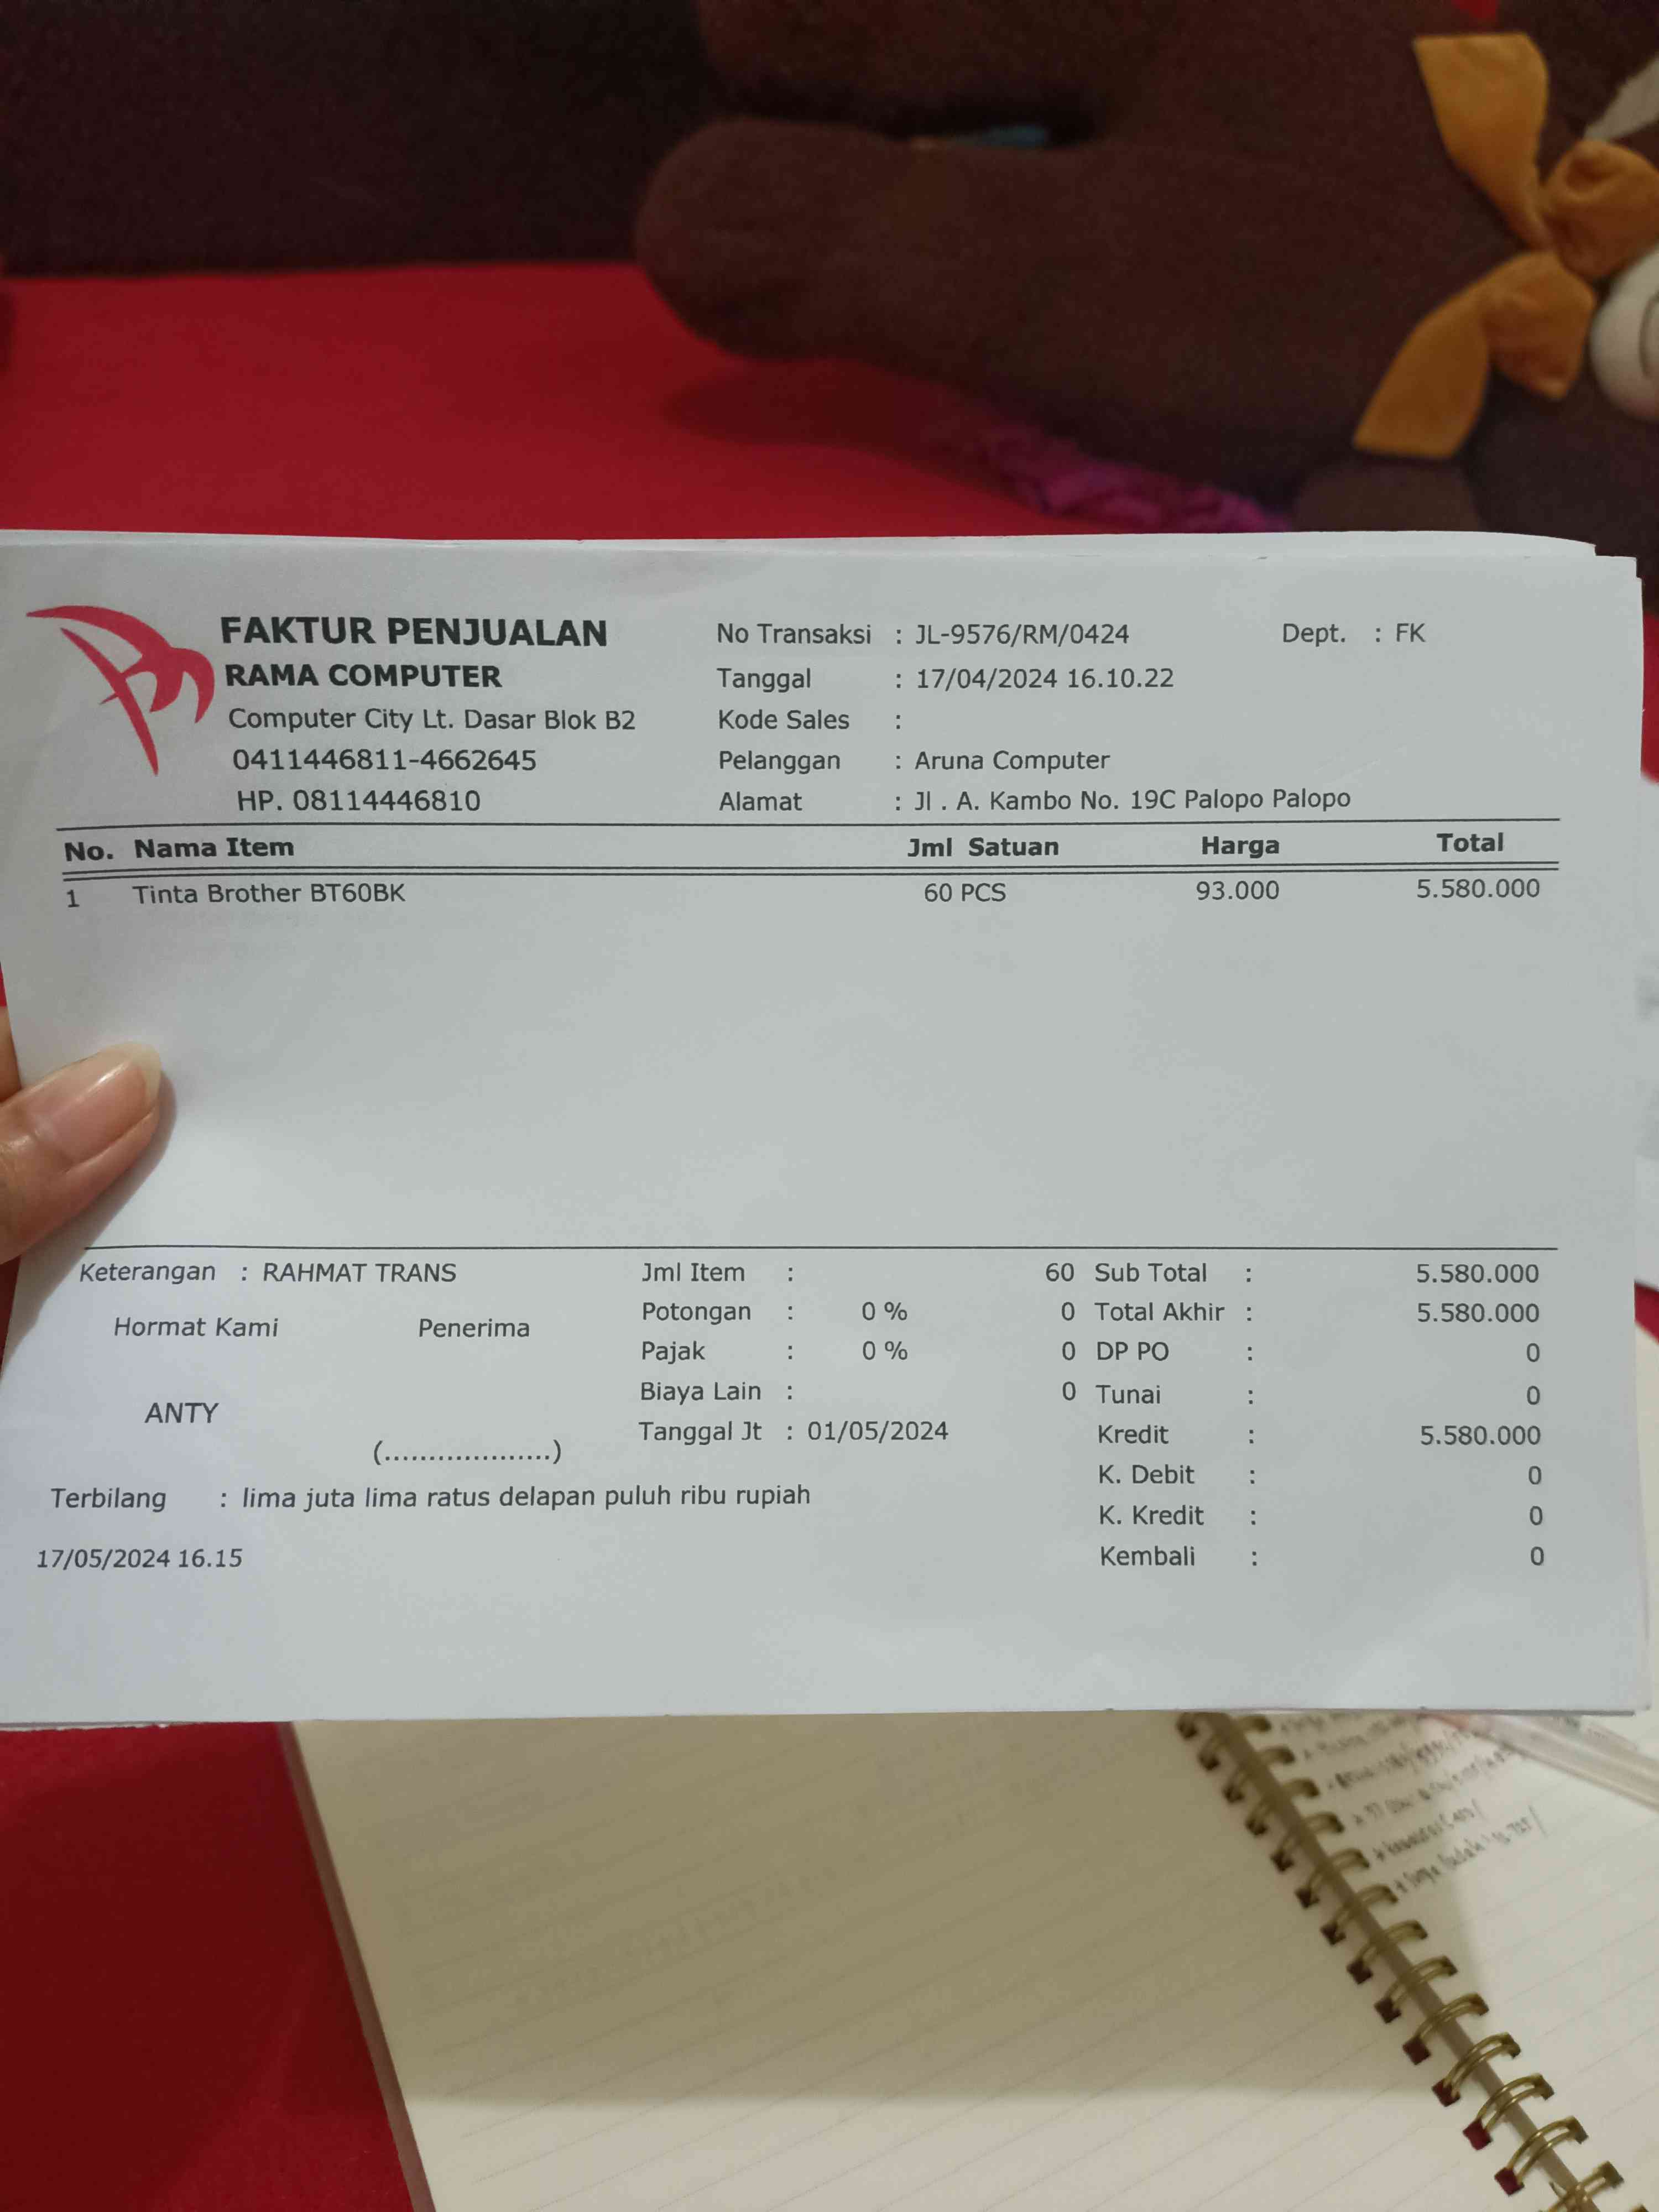 FAKTUR PENJUALAN
RAMA COMPUTER
Computer City Lt. Dasar Blok B2
0411446811-4662645
HP. 08114446810
No Transaksi : JL-9576/RM/0424 Dept. : FK
Tanggal : 17/04/2024 16.10.22
Kode Sales :
Pelanggan : Aruna Computer
Alamat : Jl . A. Kambo No. 19C Palopo Palopo
No. Nama Item Jml Satuan Harga Total
1 Tinta Brother BT60BK 60 PCS 93.000 5.580.000
Keterangan : RAHMAT TRANS
Hormat Kami Penerima
ANTY
(...................)
Jml Item : 60
Potongan : 0 % 0
Pajak : 0 % 0
Biaya Lain : 0
Tanggal Jt : 01/05/2024
Sub Total : 5.580.000
Total Akhir : 5.580.000
DP PO : 0
Tunai : 0
Kredit : 5.580.000
K. Debit : 0
K. Kredit : 0
Kembali : 0
Terbilang : lima juta lima ratus delapan puluh ribu rupiah
17/05/2024 16.15